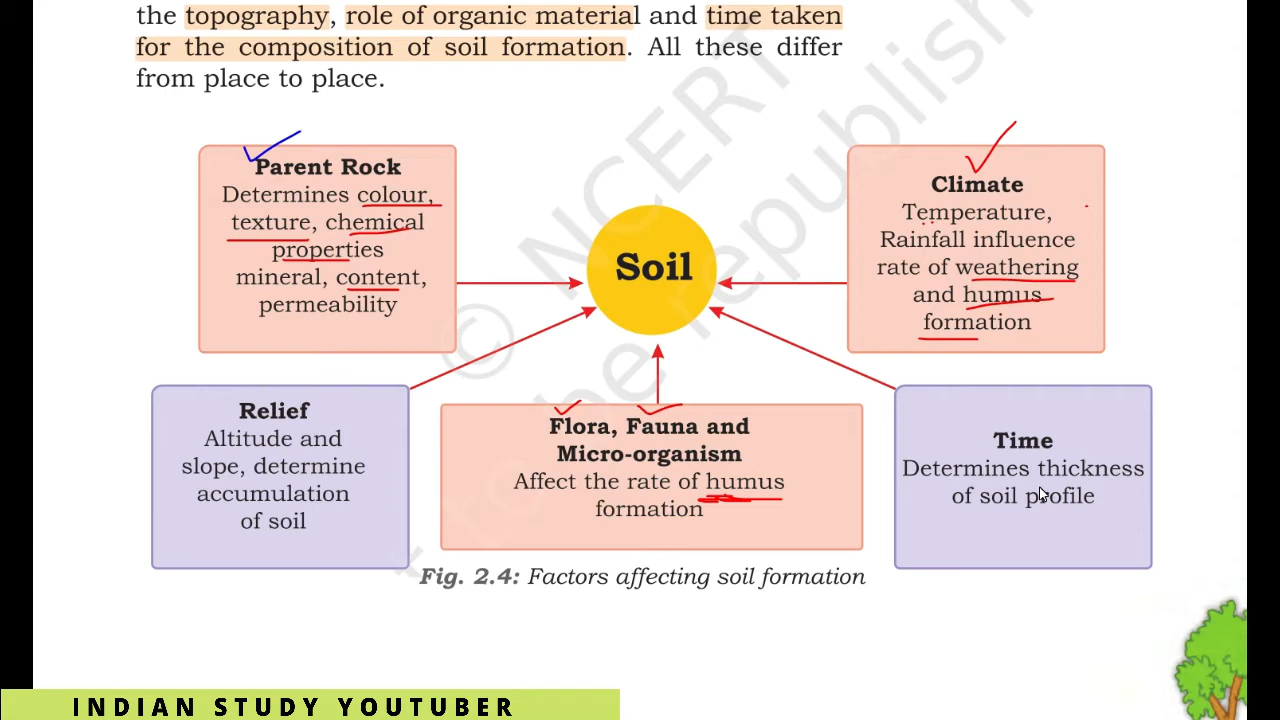 the topography, role of organic material and time taken
for the composition of soil formation. All these differ
from place to place.
Parent Rock
Determines colour,
texture, chemical
properties
mineral, content,
permeability
Climate
Temperature,
Rainfall influence
rate of weathering
and humus
formation
Soil
Relief
Altitude and
slope, determine
accumulation
of soil
Flora, Fauna and
Micro-organism
Affect the rate of humus
formation
Time
Determines thickness
of soil profile
Fig. 2.4: Factors affecting soil formation
© NCERT
be republish
INDIAN STUDY YOUTUBER